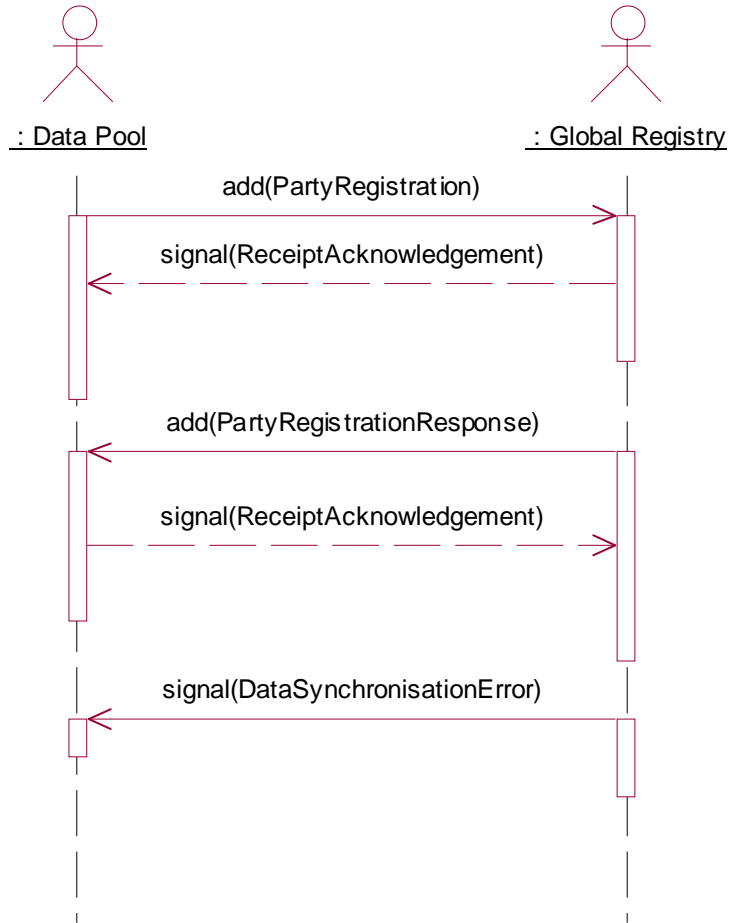 : Data Pool
: Global Registry
add(PartyRegistration)
signal(ReceiptAcknowledgement)
add(PartyRegistrationResponse)
signal(ReceiptAcknowledgement)
signal(DataSynchronisationError)